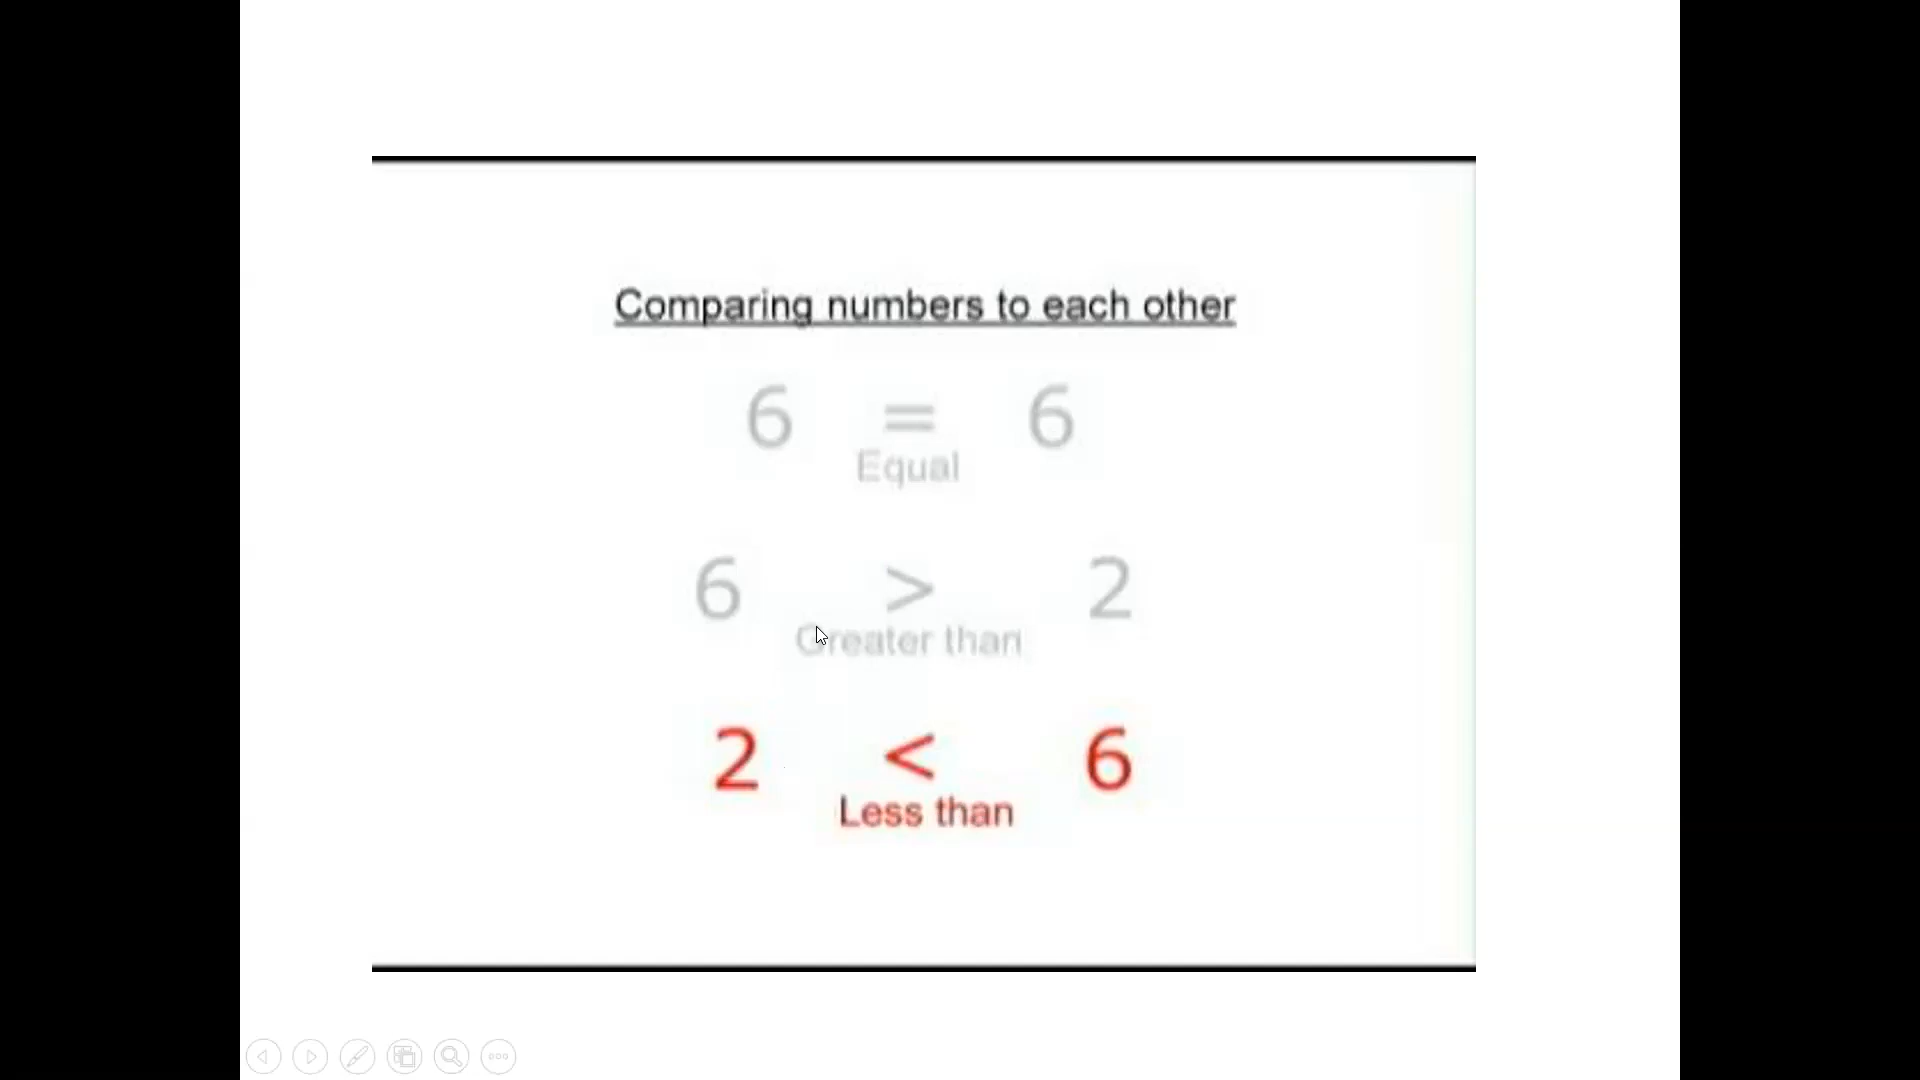 Comparing numbers to each other
6 = 6
Equal
6 > 2
Greater than
2 < 6
Less than